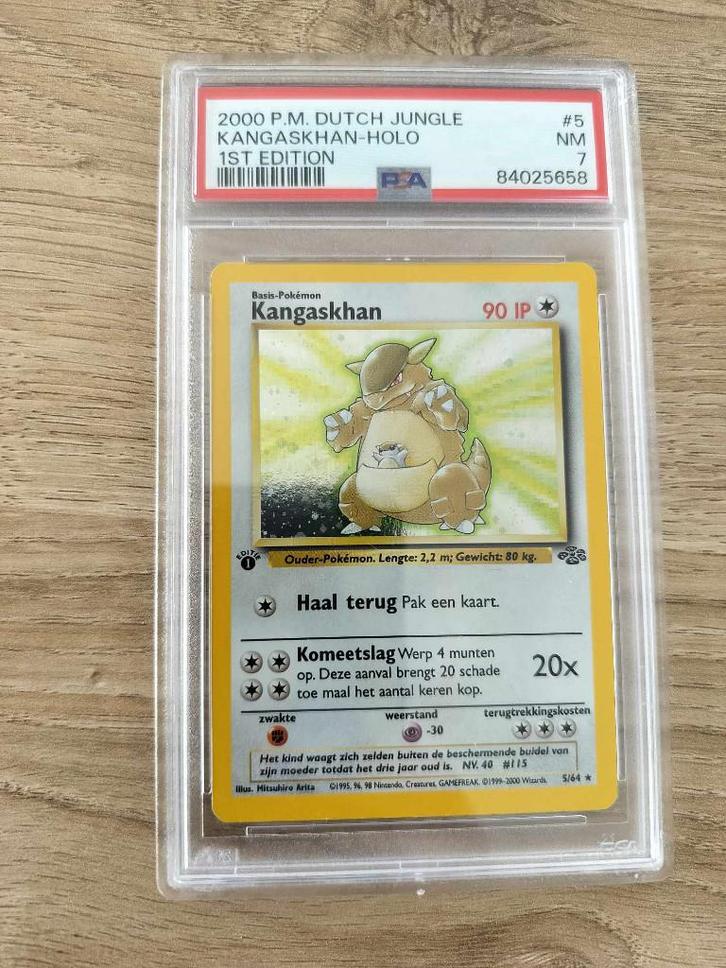 2000 P.M. DUTCH JUNGLE #5
KANGASKHAN-HOLO NM
1ST EDITION 7
PSA 84025658
Basis-Pokémon
Kangaskhan 90 IP
EDITIE
1
Ouder-Pokémon. Lengte: 2,2 m; Gewicht: 80 kg.
Haal terug Pak een kaart.
Komeetslag Werp 4 munten
op. Deze aanval brengt 20 schade
toe maal het aantal keren kop.
20x
zwakte weerstand terugtrekkingskosten
-30
Het kind waagt zich zelden buiten de beschermende buidel van
zijn moeder totdat het drie jaar oud is. NV. 40 #115
Illus. Mitsuhiro Arita ©1995, 96, 98 Nintendo, Creatures, GAMEFREAK. ©1999-2000 Wizards. 5/64 ★